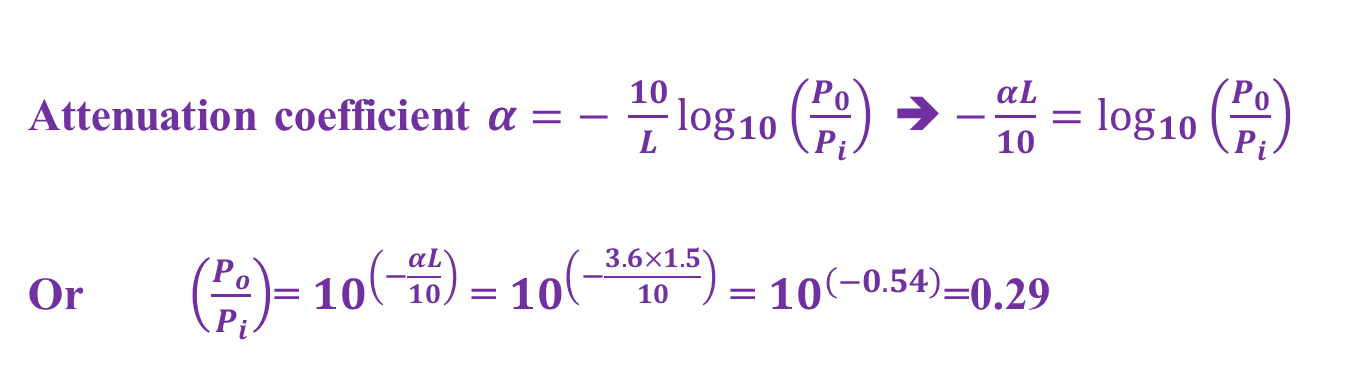 Attenuation coefficient α = − 10/L log₁₀ (P₀/Pᵢ) ➔ − αL/10 = log₁₀ (P₀/Pᵢ)
Or (Pₒ/Pᵢ)= 10^(−αL/10) = 10^(−3.6×1.5/10) = 10^(−0.54)=0.29